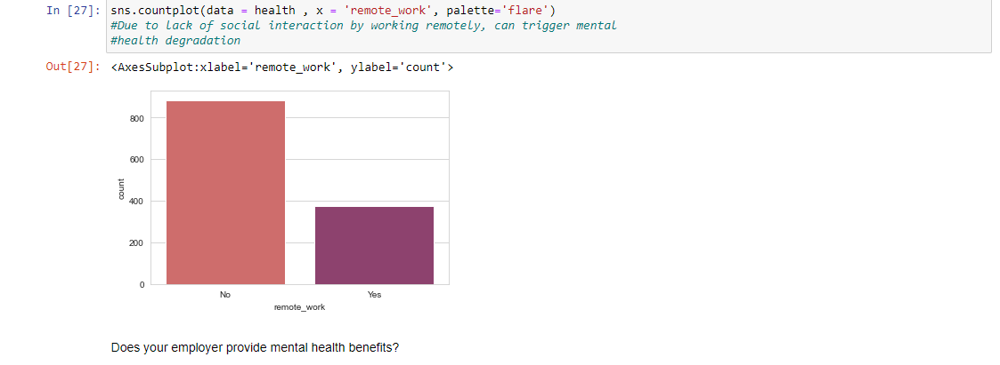 In [27]: sns.countplot(data = health , x = 'remote_work', palette='flare')
#Due to lack of social interaction by working remotely, can trigger mental
#health degradation
Out[27]: <AxesSubplot:xlabel='remote_work', ylabel='count'>
800
600
400
200
0
count
No Yes
remote_work
Does your employer provide mental health benefits?